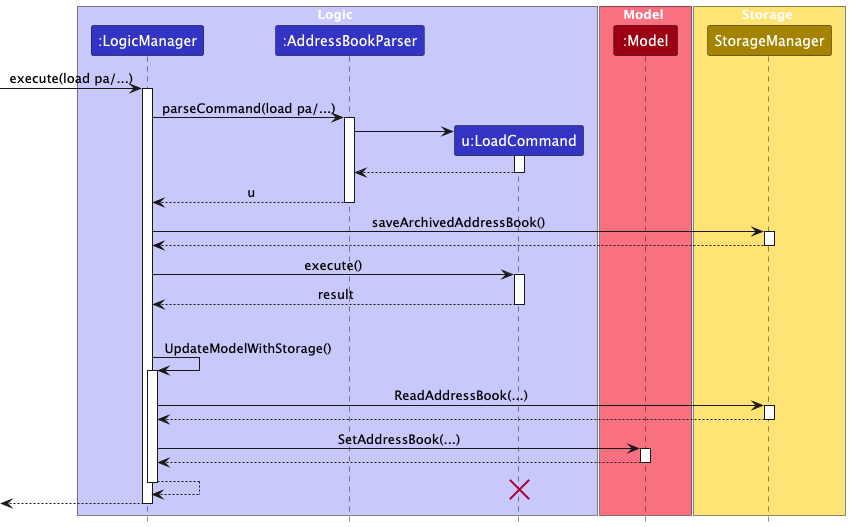 Logic
Model
Storage
:LogicManager
:AddressBookParser
:Model
StorageManager
execute(load pa/...)
parseCommand(load pa/...)
u:LoadCommand
u
saveArchivedAddressBook()
execute()
result
UpdateModelWithStorage()
ReadAddressBook(...)
SetAddressBook(...)